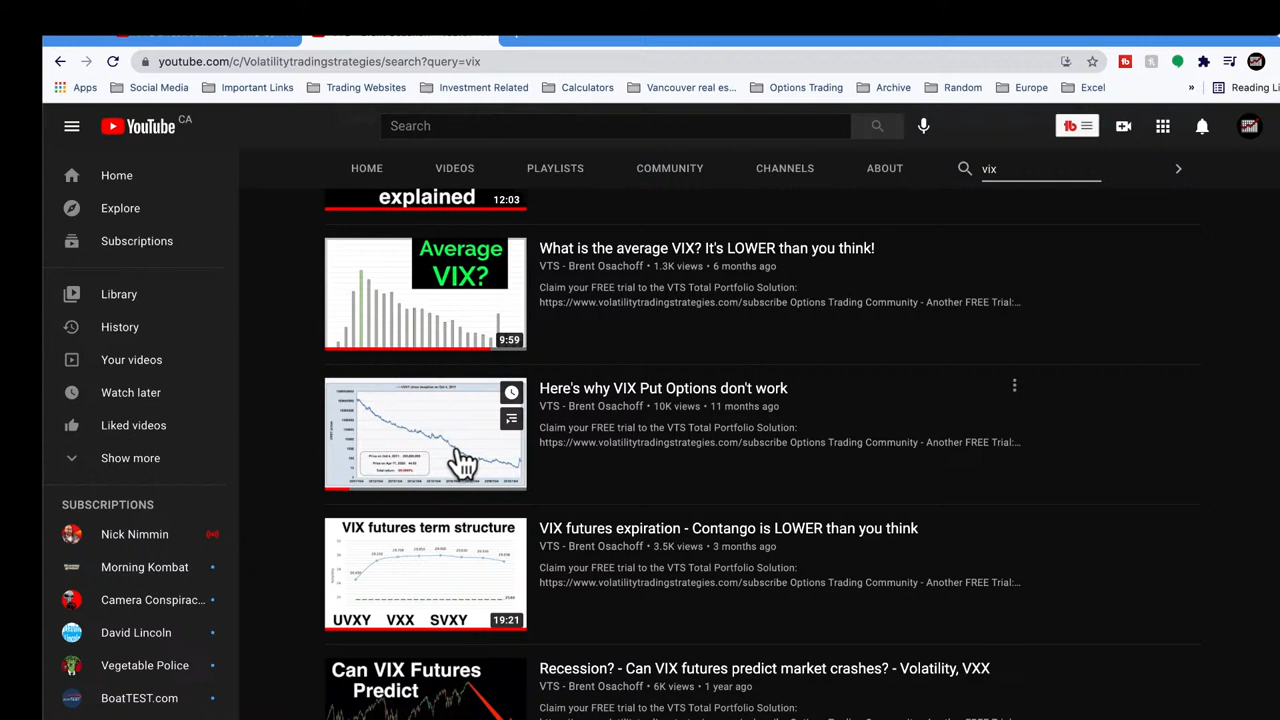 youtube.com/c/Volatilitytradingstrategies/search?query=vix
Apps Social Media Important Links Trading Websites Investment Related Calculators Vancouver real es... Options Trading Archive Random Europe Excel » Reading Li
YouTube CA
Search
HOME VIDEOS PLAYLISTS COMMUNITY CHANNELS ABOUT vix
Home
Explore
Subscriptions
Library
History
Your videos
Watch later
Liked videos
Show more
SUBSCRIPTIONS
Nick Nimmin
Morning Kombat
Camera Conspirac...
David Lincoln
Vegetable Police
BoatTEST.com
explained
12:03
Average
VIX?
9:59
What is the average VIX? It's LOWER than you think!
VTS - Brent Osachoff • 1.3K views • 6 months ago
Claim your FREE trial to the VTS Total Portfolio Solution:
https://www.volatilitytradingstrategies.com/subscribe Options Trading Community - Another FREE Trial:...
Here's why VIX Put Options don't work
VTS - Brent Osachoff • 10K views • 11 months ago
Claim your FREE trial to the VTS Total Portfolio Solution:
https://www.volatilitytradingstrategies.com/subscribe Options Trading Community - Another FREE Trial:...
VIX futures term structure
UVXY VXX SVXY
19:21
VIX futures expiration - Contango is LOWER than you think
VTS - Brent Osachoff • 3.5K views • 3 months ago
Claim your FREE trial to the VTS Total Portfolio Solution:
https://www.volatilitytradingstrategies.com/subscribe Options Trading Community - Another FREE Trial:...
Can VIX Futures
Predict
Recession? - Can VIX futures predict market crashes? - Volatility, VXX
VTS - Brent Osachoff • 6K views • 1 year ago
Claim your FREE trial to the VTS Total Portfolio Solution: